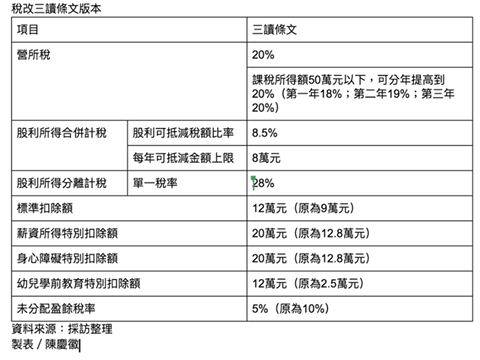 稅改三讀條文版本
項目 三讀條文
營所稅 20%
課稅所得額50萬元以下，可分年提高到
20%（第一年18%；第二年19%；第三年
20%）
股利所得合併計稅 股利可抵減稅額比率 8.5%
每年可抵減金額上限 8萬元
股利所得分離計稅 單一稅率 28%
標準扣除額 12萬元（原為9萬元）
薪資所得特別扣除額 20萬元（原為12.8萬元）
身心障礙特別扣除額 20萬元（原為12.8萬元）
幼兒學前教育特別扣除額 12萬元（原為2.5萬元）
未分配盈餘稅率 5%（原為10%）
資料來源：採訪整理
製表／陳慶徽